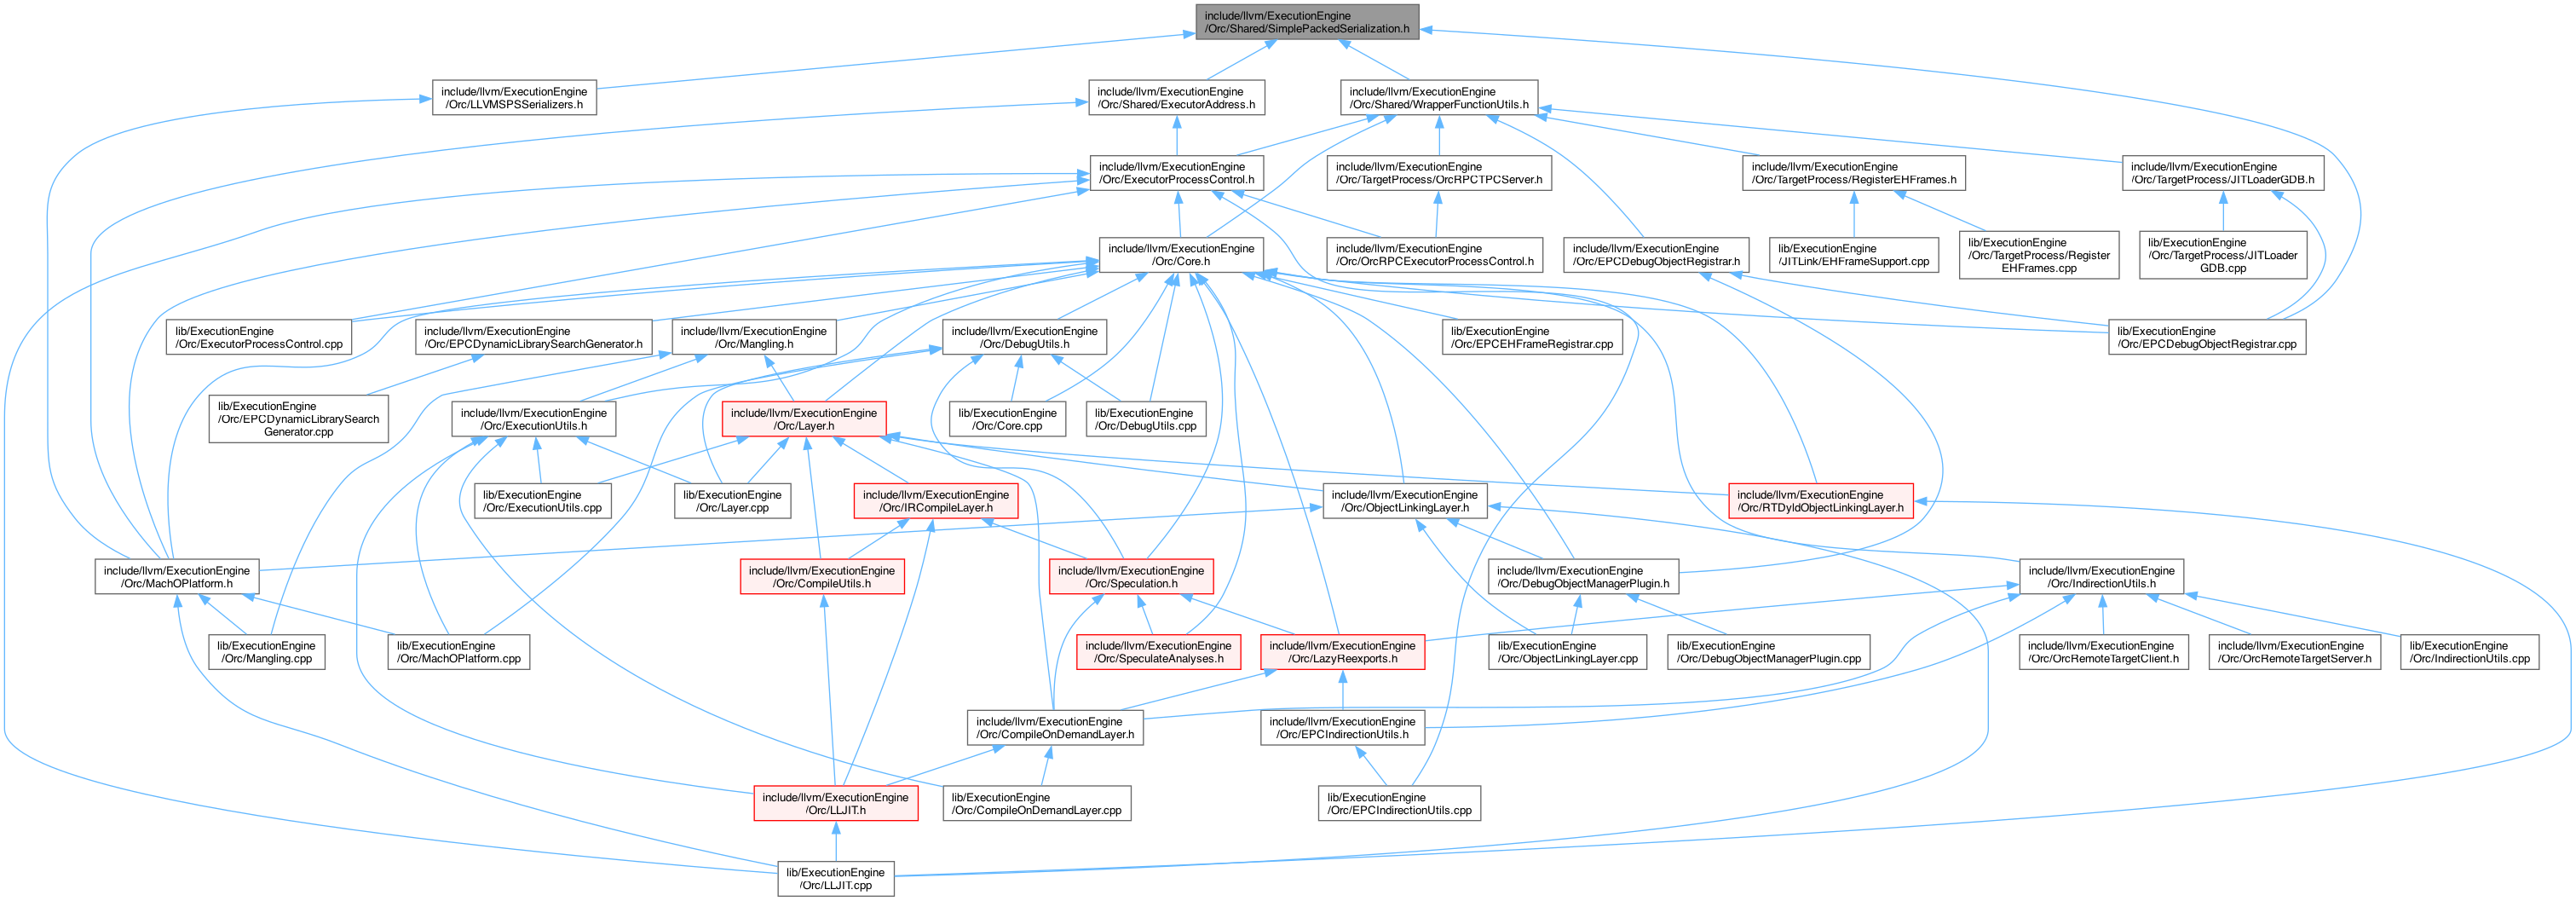 include/llvm/ExecutionEngine
/Orc/Shared/SimplePackedSerialization.h
include/llvm/ExecutionEngine
/Orc/LLVMSPSSerializers.h
include/llvm/ExecutionEngine
/Orc/Shared/ExecutorAddress.h
include/llvm/ExecutionEngine
/Orc/Shared/WrapperFunctionUtils.h
include/llvm/ExecutionEngine
/Orc/ExecutorProcessControl.h
include/llvm/ExecutionEngine
/Orc/TargetProcess/OrcRPCTPCServer.h
include/llvm/ExecutionEngine
/Orc/TargetProcess/RegisterEHFrames.h
include/llvm/ExecutionEngine
/Orc/TargetProcess/JITLoaderGDB.h
include/llvm/ExecutionEngine
/Orc/Core.h
include/llvm/ExecutionEngine
/Orc/OrcRPCExecutorProcessControl.h
include/llvm/ExecutionEngine
/Orc/EPCDebugObjectRegistrar.h
lib/ExecutionEngine
/JITLink/EHFrameSupport.cpp
lib/ExecutionEngine
/Orc/TargetProcess/Register
EHFrames.cpp
lib/ExecutionEngine
/Orc/TargetProcess/JITLoader
GDB.cpp
lib/ExecutionEngine
/Orc/ExecutorProcessControl.cpp
include/llvm/ExecutionEngine
/Orc/EPCDynamicLibrarySearchGenerator.h
include/llvm/ExecutionEngine
/Orc/Mangling.h
include/llvm/ExecutionEngine
/Orc/DebugUtils.h
lib/ExecutionEngine
/Orc/EPCEHFrameRegistrar.cpp
lib/ExecutionEngine
/Orc/EPCDebugObjectRegistrar.cpp
lib/ExecutionEngine
/Orc/EPCDynamicLibrarySearch
Generator.cpp
include/llvm/ExecutionEngine
/Orc/ExecutionUtils.h
include/llvm/ExecutionEngine
/Orc/Layer.h
lib/ExecutionEngine
/Orc/Core.cpp
lib/ExecutionEngine
/Orc/DebugUtils.cpp
lib/ExecutionEngine
/Orc/ExecutionUtils.cpp
lib/ExecutionEngine
/Orc/Layer.cpp
include/llvm/ExecutionEngine
/Orc/IRCompileLayer.h
include/llvm/ExecutionEngine
/Orc/ObjectLinkingLayer.h
include/llvm/ExecutionEngine
/Orc/RTDyldObjectLinkingLayer.h
include/llvm/ExecutionEngine
/Orc/MachOPlatform.h
include/llvm/ExecutionEngine
/Orc/CompileUtils.h
include/llvm/ExecutionEngine
/Orc/Speculation.h
include/llvm/ExecutionEngine
/Orc/DebugObjectManagerPlugin.h
include/llvm/ExecutionEngine
/Orc/IndirectionUtils.h
lib/ExecutionEngine
/Orc/Mangling.cpp
lib/ExecutionEngine
/Orc/MachOPlatform.cpp
include/llvm/ExecutionEngine
/Orc/SpeculateAnalyses.h
include/llvm/ExecutionEngine
/Orc/LazyReexports.h
lib/ExecutionEngine
/Orc/ObjectLinkingLayer.cpp
lib/ExecutionEngine
/Orc/DebugObjectManagerPlugin.cpp
include/llvm/ExecutionEngine
/Orc/OrcRemoteTargetClient.h
include/llvm/ExecutionEngine
/Orc/OrcRemoteTargetServer.h
lib/ExecutionEngine
/Orc/IndirectionUtils.cpp
include/llvm/ExecutionEngine
/Orc/CompileOnDemandLayer.h
include/llvm/ExecutionEngine
/Orc/EPCIndirectionUtils.h
include/llvm/ExecutionEngine
/Orc/LLJIT.h
lib/ExecutionEngine
/Orc/CompileOnDemandLayer.cpp
lib/ExecutionEngine
/Orc/EPCIndirectionUtils.cpp
lib/ExecutionEngine
/Orc/LLJIT.cpp